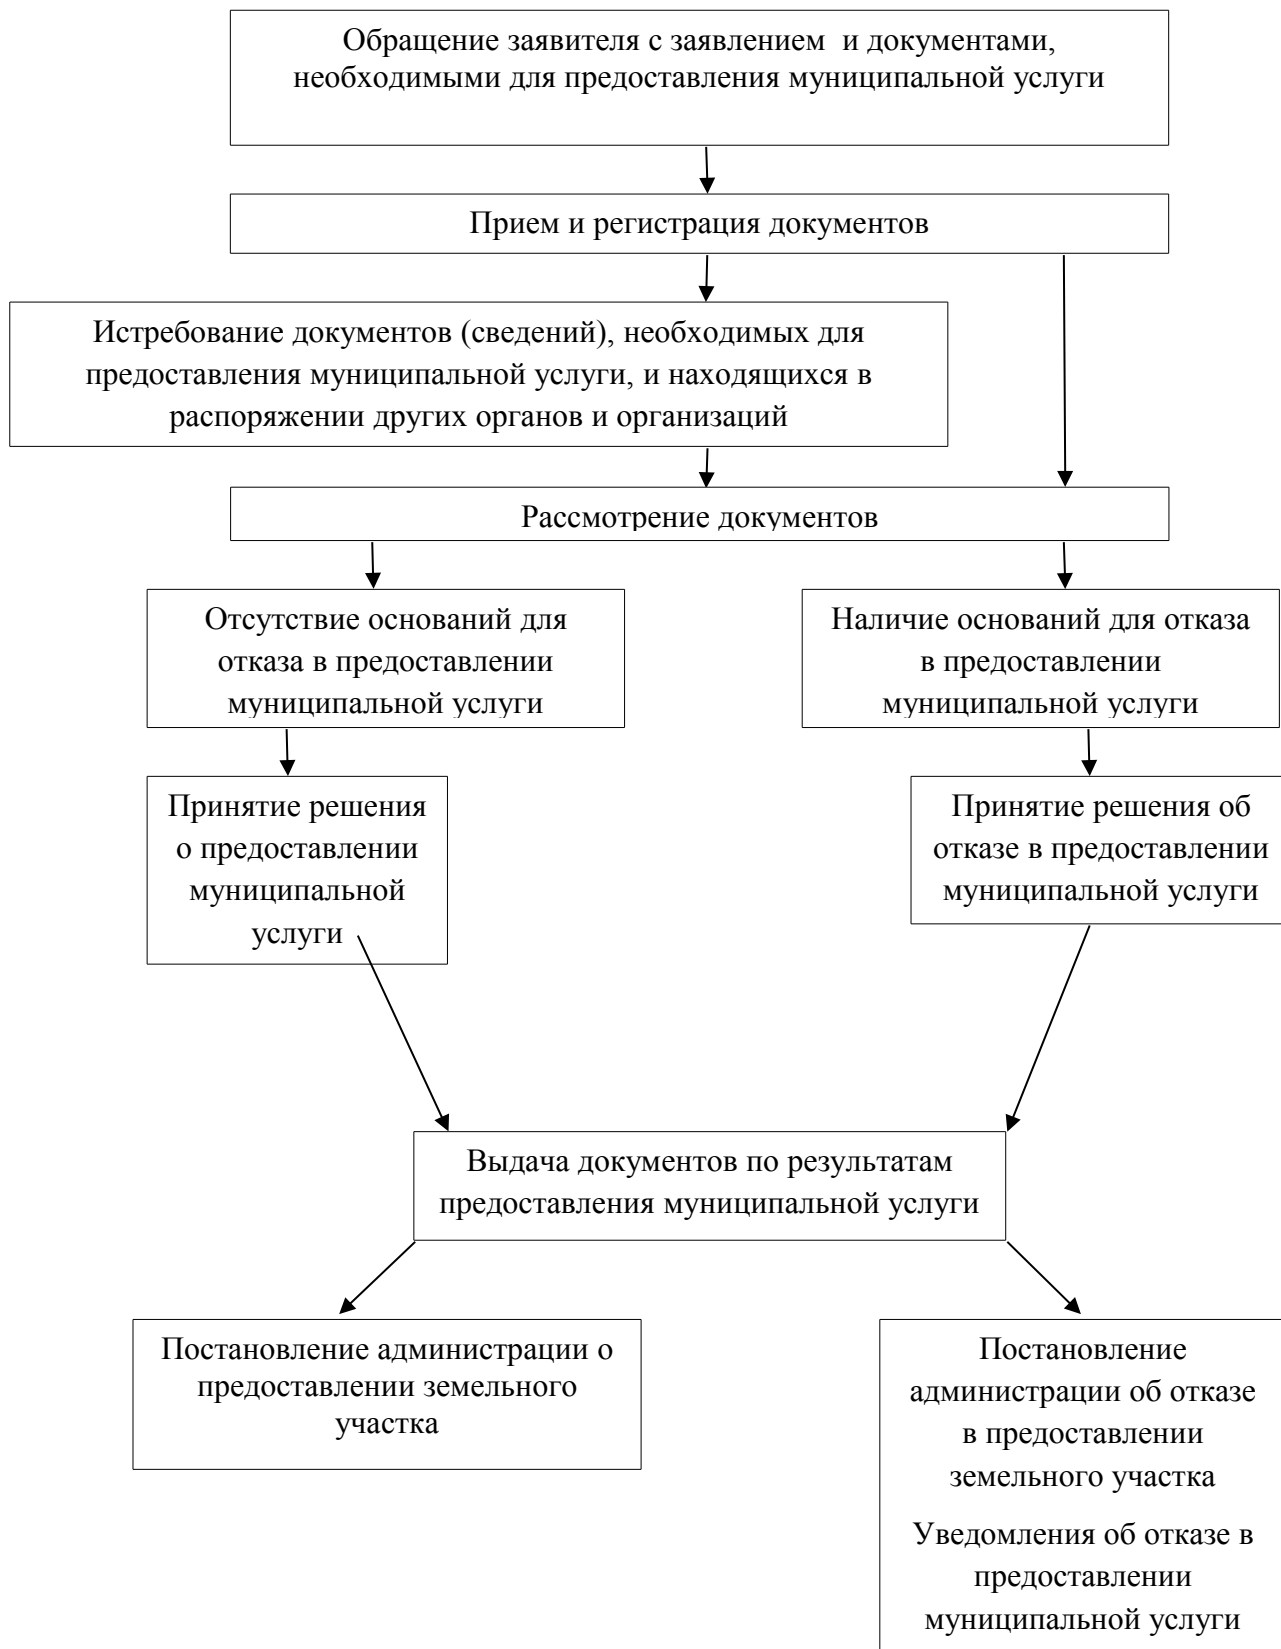 Обращение заявителя с заявлением  и документами,
необходимыми для предоставления муниципальной услуги
Прием и регистрация документов
Истребование документов (сведений), необходимых для
предоставления муниципальной услуги, и находящихся в
распоряжении других органов и организаций
Рассмотрение документов
Отсутствие оснований для
отказа в предоставлении
муниципальной услуги
Наличие оснований для отказа
в предоставлении
муниципальной услуги
Принятие решения
о предоставлении
муниципальной
услуги
Принятие решения об
отказе в предоставлении
муниципальной услуги
Выдача документов по результатам
предоставления муниципальной услуги
Постановление администрации о
предоставлении земельного
участка
Постановление
администрации об отказе
в предоставлении
земельного участка
Уведомления об отказе в
предоставлении
муниципальной услуги